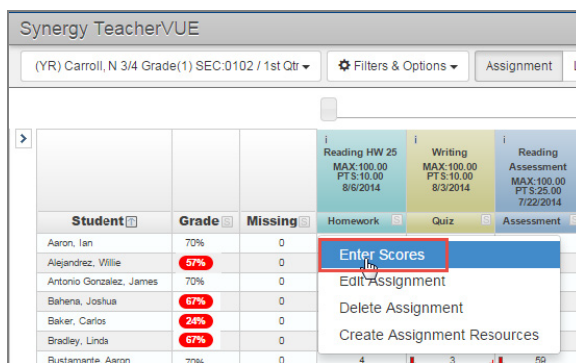 Synergy TeacherVUE
(YR) Carroll, N 3/4 Grade(1) SEC:0102 / 1st Qtr
Filters & Options
Assignment
i
Reading HW 25
MAX:100.00
PTS:10.00
8/6/2014
i
Writing
MAX:100.00
PTS:10.00
8/3/2014
i
Reading
Assessment
MAX:100.00
PTS:25.00
7/22/2014
Student Grade Missing Homework Quiz Assessment
Aaron, Ian 70% 0
Alejandrez, Willie 57% 0
Antonio Gonzalez, James 70% 0
Bahena, Joshua 67% 0
Baker, Carlos 24% 0
Bradley, Linda 67% 0
Bustamante, Aaron 70% 0 4 3 59
Enter Scores
Edit Assignment
Delete Assignment
Create Assignment Resources